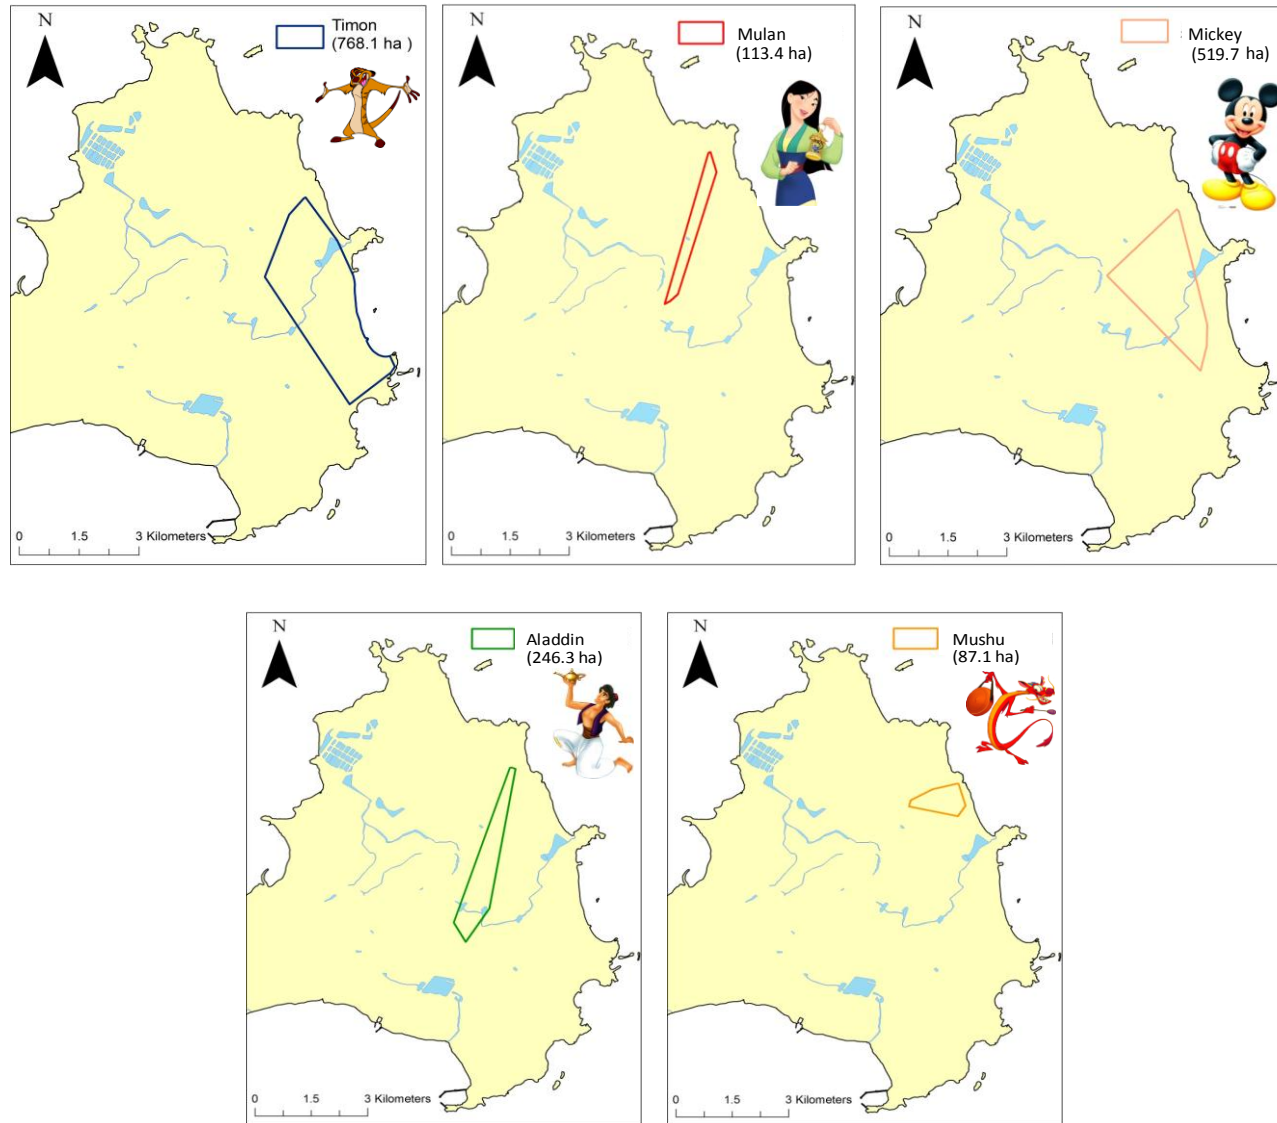 N
Timon
(768.1 ha )
0 1.5 3 Kilometers
N
Mulan
(113.4 ha)
0 1.5 3 Kilometers
N
Mickey
(519.7 ha)
0 1.5 3 Kilometers
N
Aladdin
(246.3 ha)
0 1.5 3 Kilometers
N
Mushu
(87.1 ha)
0 1.5 3 Kilometers